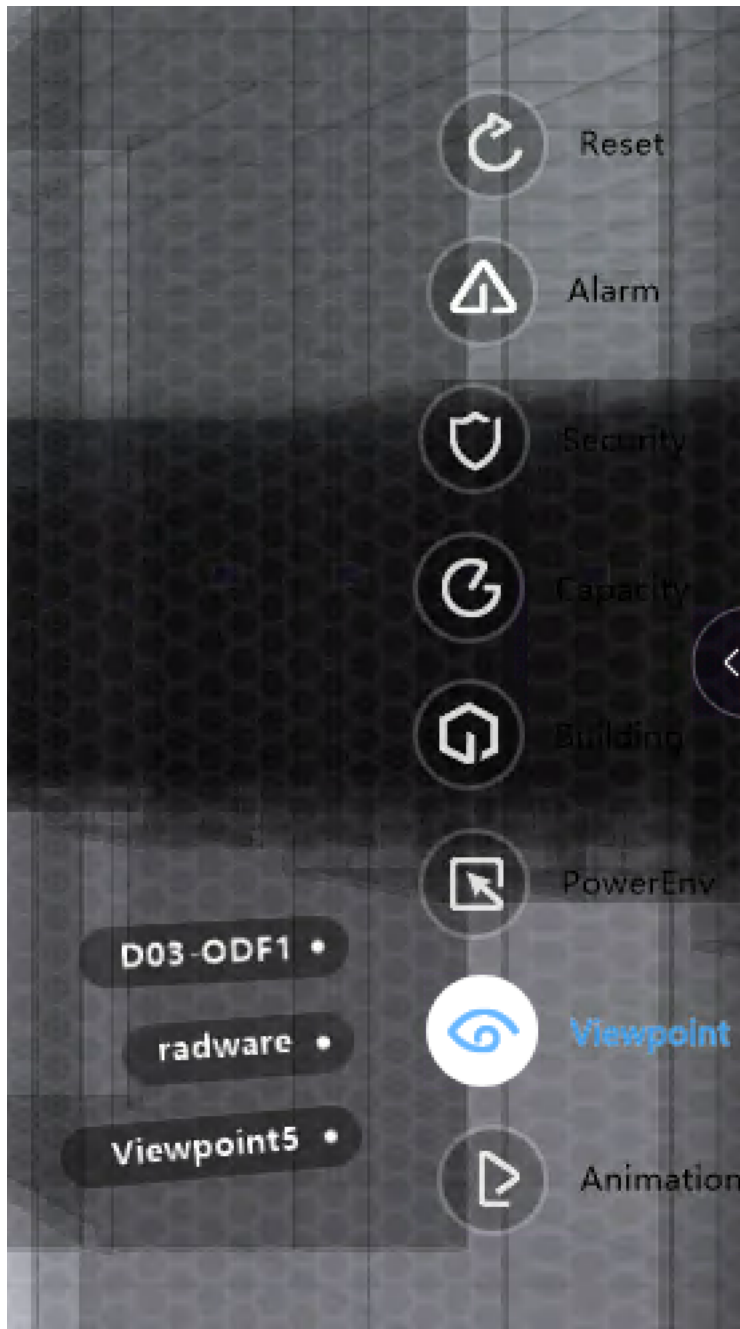 Reset
Alarm
Security
Capacity
Building
PowerEnv
D03-ODF1
radware
Viewpoint
Viewpoint5
Animation